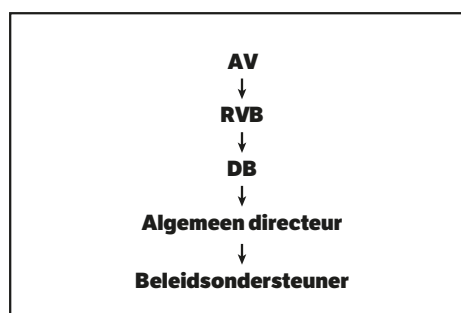 AV
RVB
DB
Algemeen directeur
Beleidsondersteuner